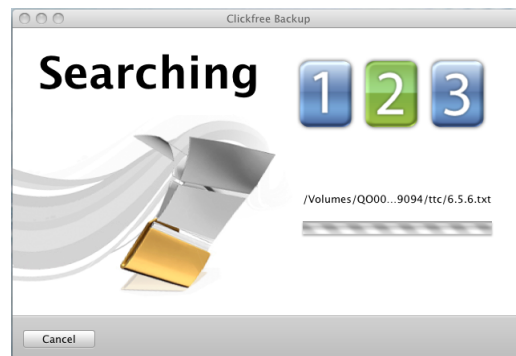 Clickfree Backup
Searching
1 2 3
/Volumes/QO00...9094/ttc/6.5.6.txt
Cancel